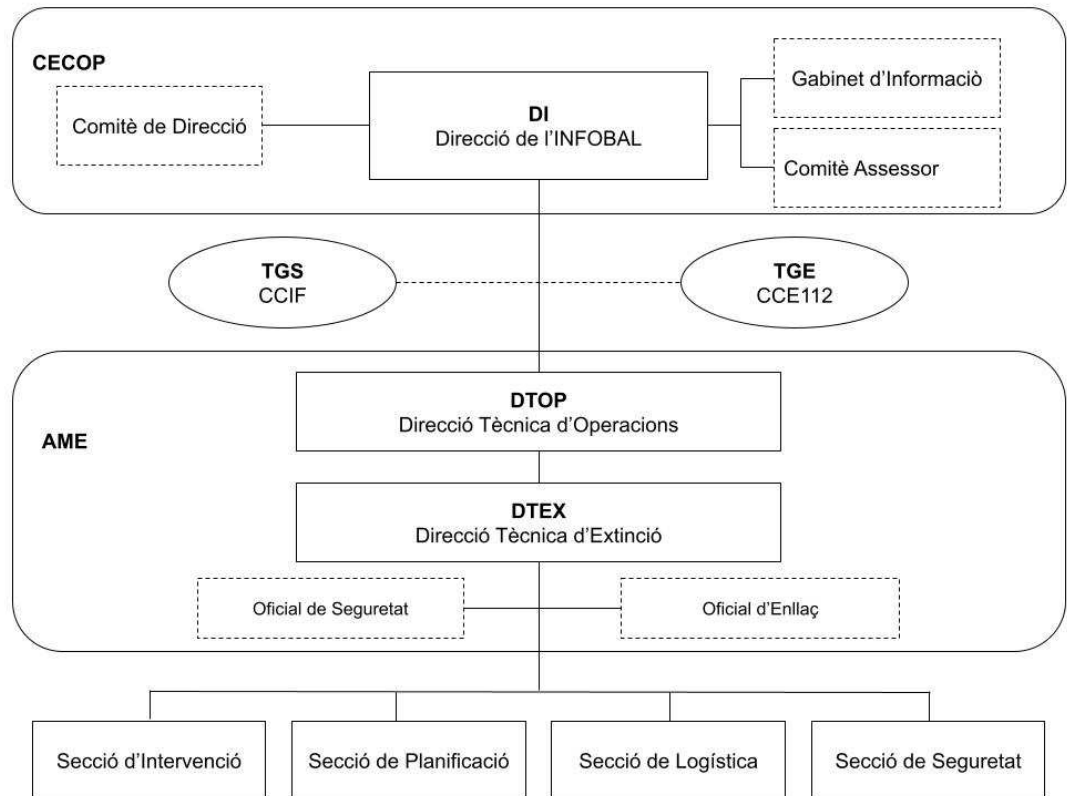 CECOP
Comitè de Direcció
DI
Direcció de l'INFOBAL
Gabinet d'Informaciò
Comitè Assessor
TGS
CCIF
TGE
CCE112
AME
DTOP
Direcció Tècnica d'Operacions
DTEX
Direcció Tècnica d'Extinció
Oficial de Seguretat
Oficial d'Enllaç
Secció d'Intervenció
Secció de Planificació
Secció de Logística
Secció de Seguretat